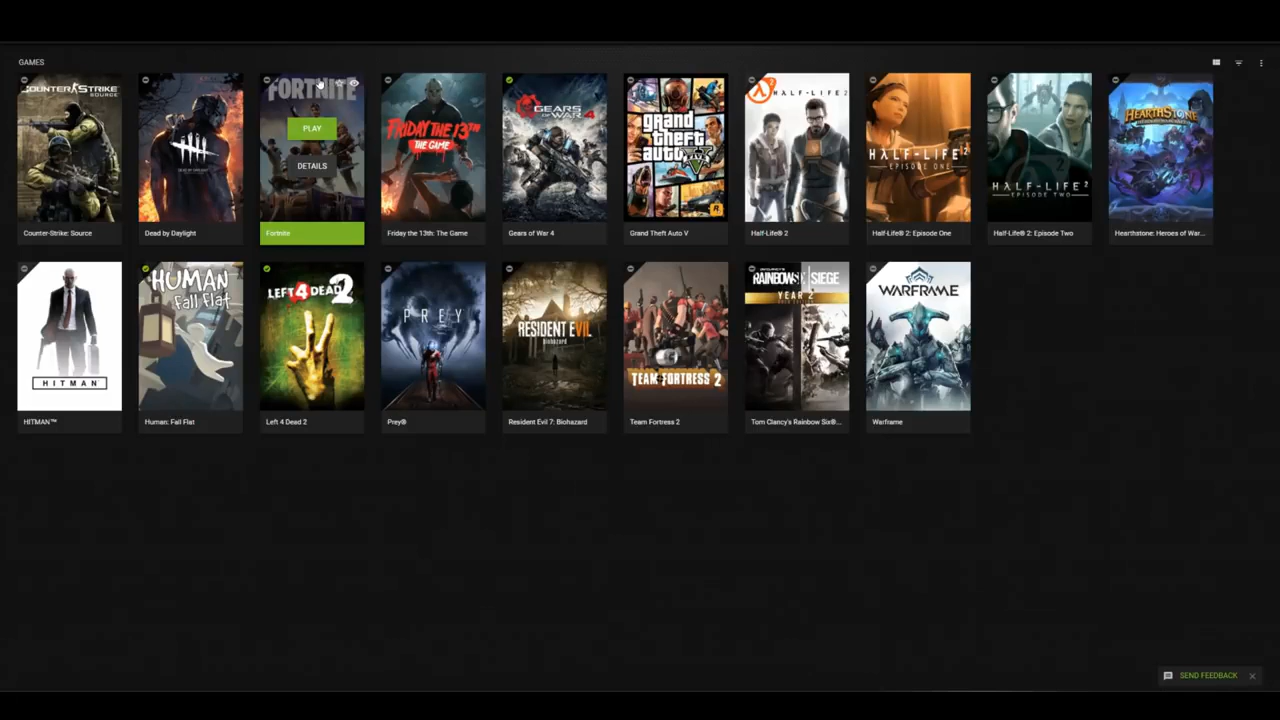 GAMES
COUNTER STRIKE
SOURCE
DEAD BY DAYLIGHT
FORTNITE
PLAY
DETAILS
FRIDAY THE 13TH
THE GAME
GEARS
OF WAR 4
grand
theft
auto
V
R
HALF-LIFE 2
HALF-LIFE 2
EPISODE ONE
HALF-LIFE 2
EPISODE TWO
HEARTHSTONE
Counter-Strike: Source
Dead by Daylight
Fortnite
Friday the 13th: The Game
Gears of War 4
Grand Theft Auto V
Half-Life® 2
Half-Life® 2: Episode One
Half-Life® 2: Episode Two
Hearthstone: Heroes of War...
HITMAN
HUMAN
Fall Flat
LEFT 4 DEAD 2
PREY
RESIDENT EVIL
biohazard
TEAM FORTRESS 2
RAINBOW SIX SIEGE
YEAR 2
WARFRAME
HITMAN™
Human: Fall Flat
Left 4 Dead 2
Prey®
Resident Evil 7: Biohazard
Team Fortress 2
Tom Clancy's Rainbow Six®...
Warframe
SEND FEEDBACK